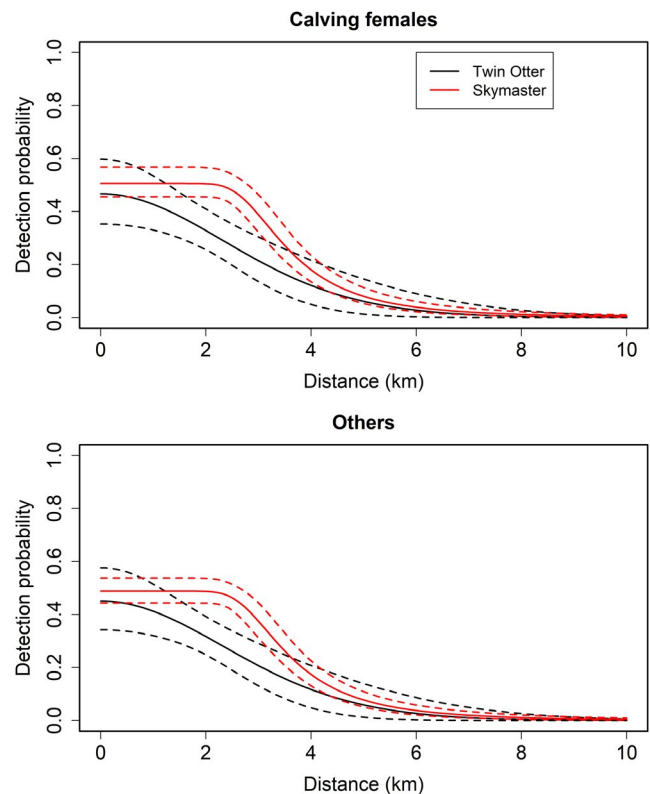 Calving females
Twin Otter
Skymaster
Detection probability
1.0
0.8
0.6
0.4
0.2
0.0
0 2 4 6 8 10
Distance (km)
Others
Detection probability
1.0
0.8
0.6
0.4
0.2
0.0
0 2 4 6 8 10
Distance (km)